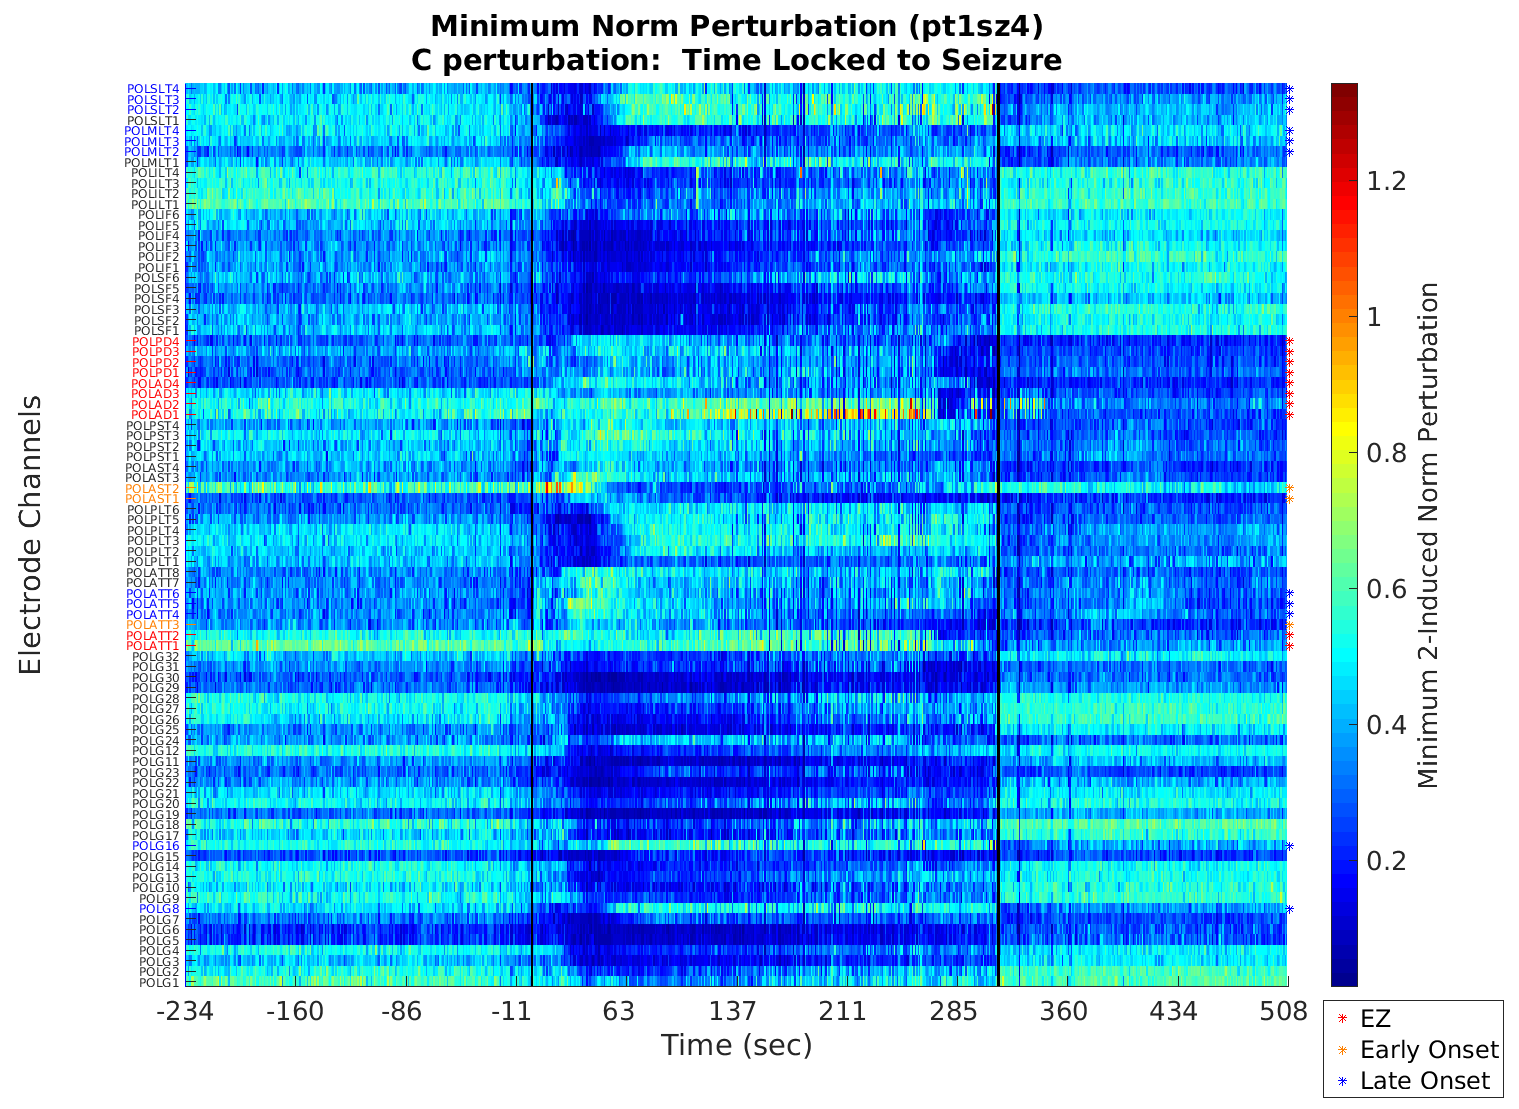 Minimum Norm Perturbation (pt1sz4)
C perturbation:  Time Locked to Seizure
Electrode Channels
POLSLT4
POLSLT3
POLSLT2
POLSLT1
POLMLT4
POLMLT3
POLMLT2
POLMLT1
POLILT4
POLILT3
POLILT2
POLILT1
POLIF6
POLIF5
POLIF4
POLIF3
POLIF2
POLIF1
POLSF6
POLSF5
POLSF4
POLSF3
POLSF2
POLSF1
POLPD4
POLPD3
POLPD2
POLPD1
POLAD4
POLAD3
POLAD2
POLAD1
POLPST4
POLPST3
POLPST2
POLPST1
POLAST4
POLAST3
POLAST2
POLAST1
POLPLT6
POLPLT5
POLPLT4
POLPLT3
POLPLT2
POLPLT1
POLATT8
POLATT7
POLATT6
POLATT5
POLATT4
POLATT3
POLATT2
POLATT1
POLG32
POLG31
POLG30
POLG29
POLG28
POLG27
POLG26
POLG25
POLG24
POLG12
POLG11
POLG23
POLG22
POLG21
POLG20
POLG19
POLG18
POLG17
POLG16
POLG15
POLG14
POLG13
POLG10
POLG9
POLG8
POLG7
POLG6
POLG5
POLG4
POLG3
POLG2
POLG1
-234 -160 -86 -11 63 137 211 285 360 434 508
Time (sec)
1.2
1
0.8
0.6
0.4
0.2
Minimum 2-Induced Norm Perturbation
EZ
Early Onset
Late Onset